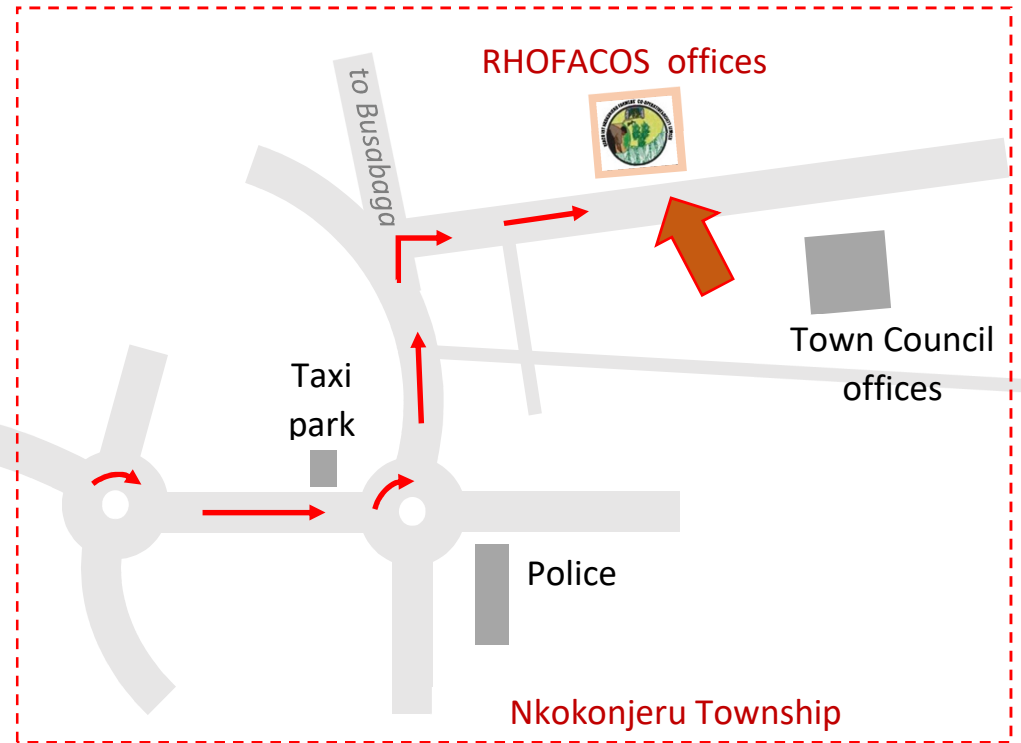 RHOFACOS offices
to Busabaga
Town Council
offices
Taxi
park
Police
Nkokonjeru Township